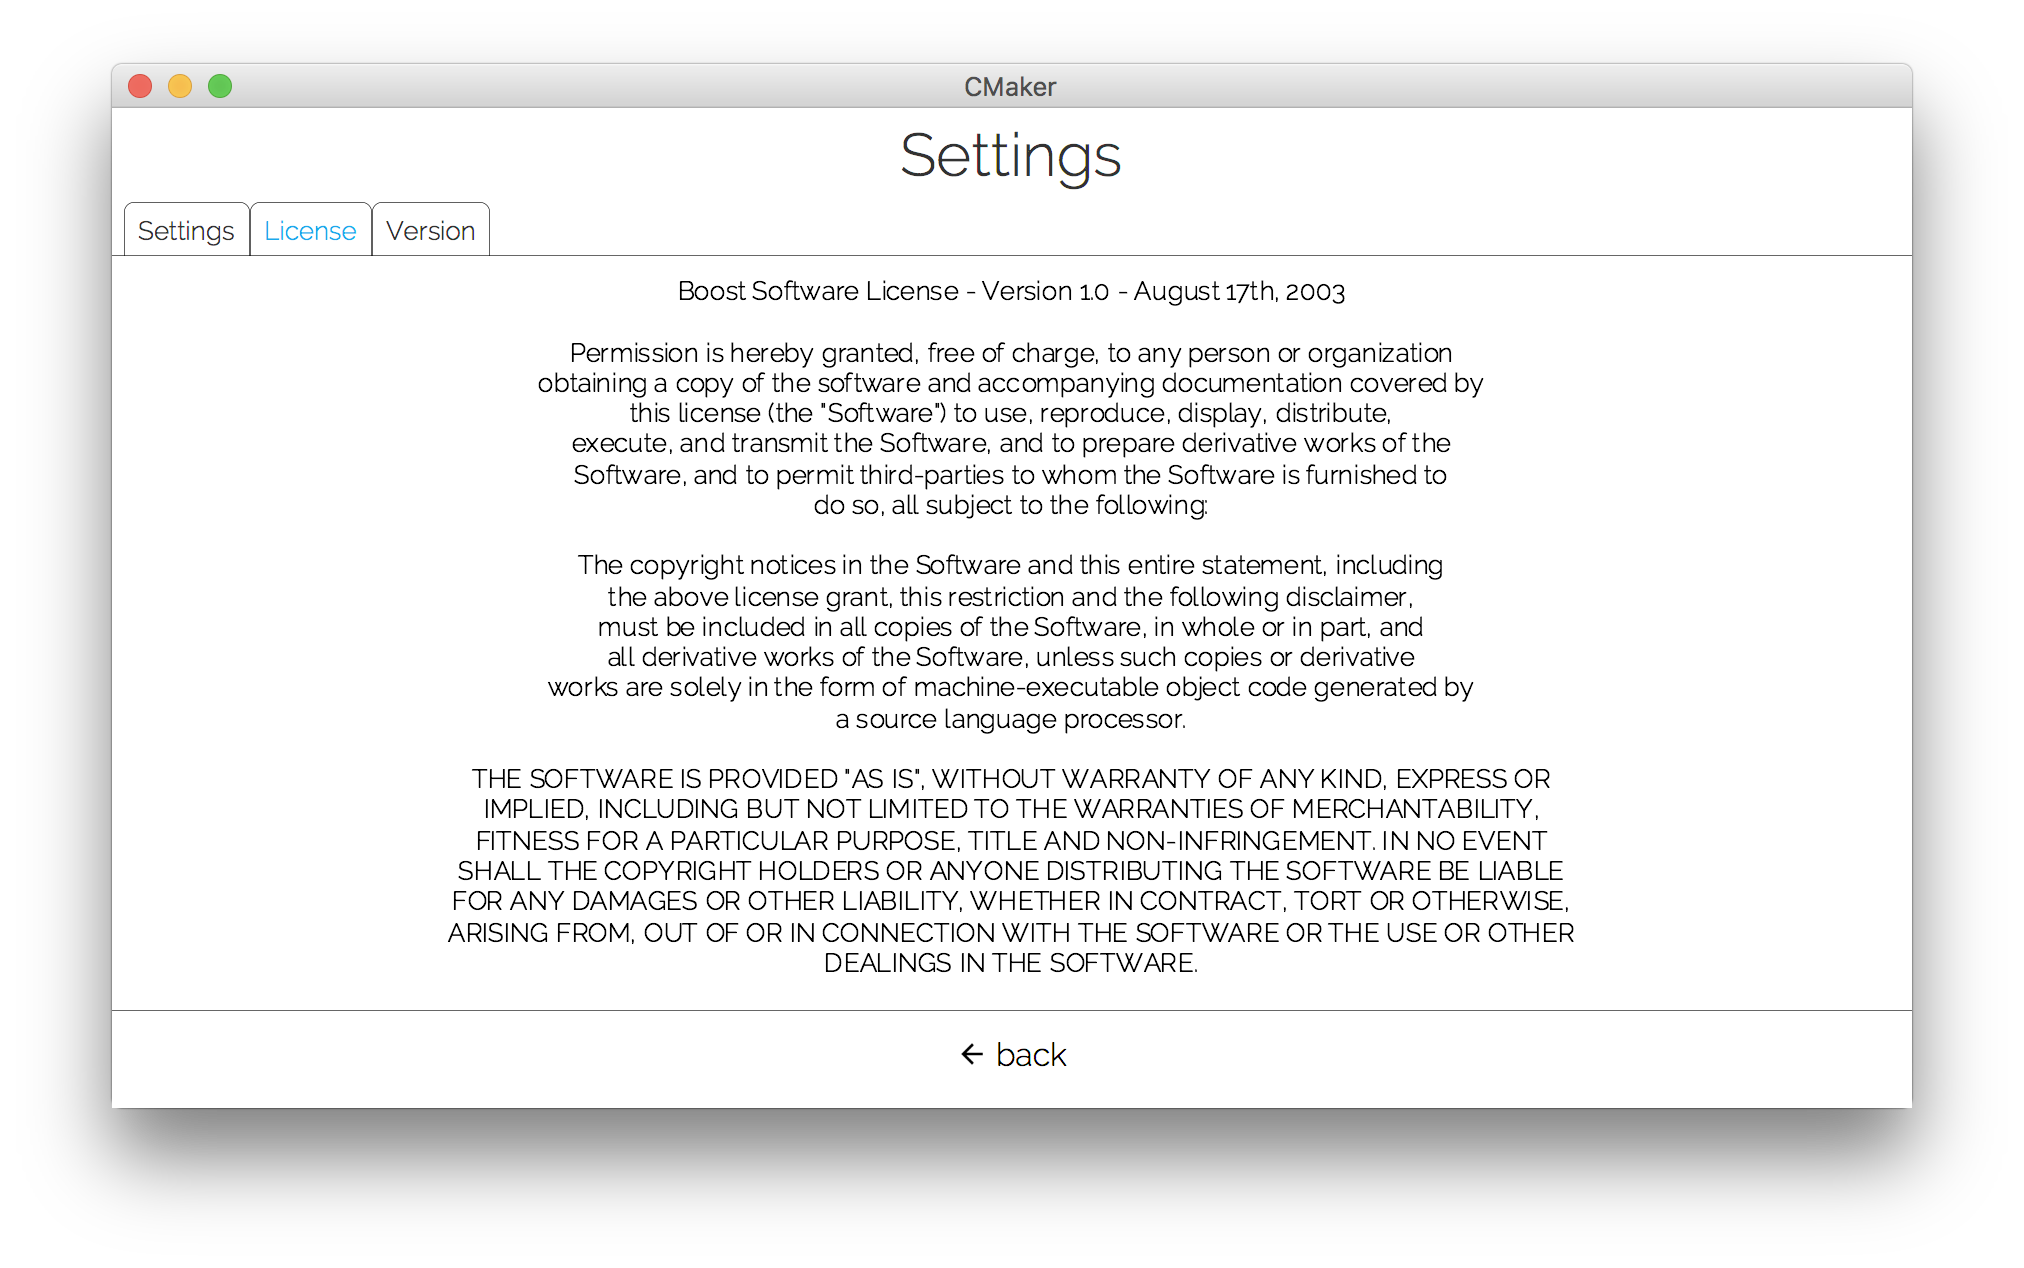 CMaker
Settings
Settings License Version
Boost Software License - Version 1.0 - August 17th, 2003
Permission is hereby granted, free of charge, to any person or organization
obtaining a copy of the software and accompanying documentation covered by
this license (the "Software") to use, reproduce, display, distribute,
execute, and transmit the Software, and to prepare derivative works of the
Software, and to permit third-parties to whom the Software is furnished to
do so, all subject to the following:
The copyright notices in the Software and this entire statement, including
the above license grant, this restriction and the following disclaimer,
must be included in all copies of the Software, in whole or in part, and
all derivative works of the Software, unless such copies or derivative
works are solely in the form of machine-executable object code generated by
a source language processor.
THE SOFTWARE IS PROVIDED "AS IS", WITHOUT WARRANTY OF ANY KIND, EXPRESS OR
IMPLIED, INCLUDING BUT NOT LIMITED TO THE WARRANTIES OF MERCHANTABILITY,
FITNESS FOR A PARTICULAR PURPOSE, TITLE AND NON-INFRINGEMENT. IN NO EVENT
SHALL THE COPYRIGHT HOLDERS OR ANYONE DISTRIBUTING THE SOFTWARE BE LIABLE
FOR ANY DAMAGES OR OTHER LIABILITY, WHETHER IN CONTRACT, TORT OR OTHERWISE,
ARISING FROM, OUT OF OR IN CONNECTION WITH THE SOFTWARE OR THE USE OR OTHER
DEALINGS IN THE SOFTWARE.
← back